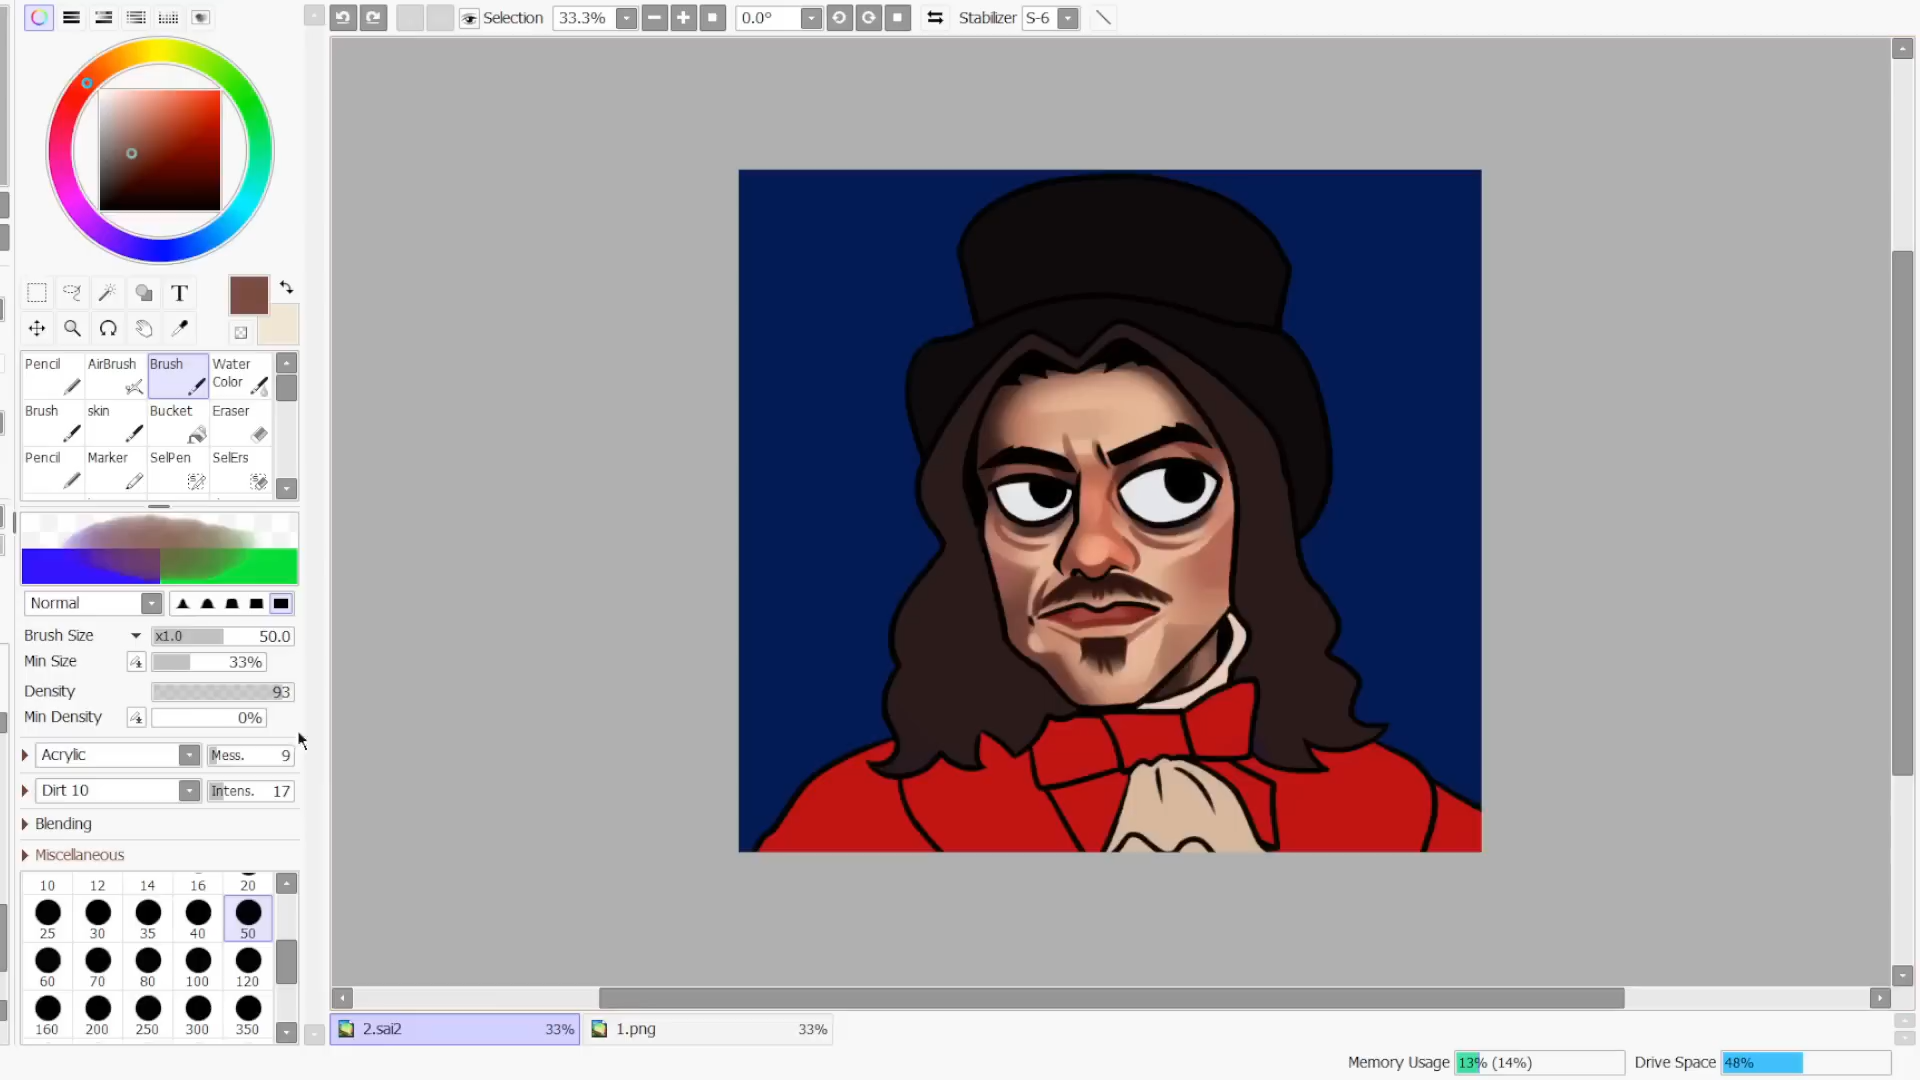 Selection 33.3% 0.0° Stabilizer S-6
T
Pencil AirBrush Brush Water Color
Brush skin Bucket Eraser
Pencil Marker SelPen SelErs
Normal
Brush Size x1.0 50.0
Min Size 33%
Density 93
Min Density 0%
Acrylic Mess. 9
Dirt 10 Intens. 17
Blending
Miscellaneous
10 12 14 16 20
25 30 35 40 50
60 70 80 100 120
160 200 250 300 350
2.sai2 33% 1.png 33%
Memory Usage 13% (14%) Drive Space 48%